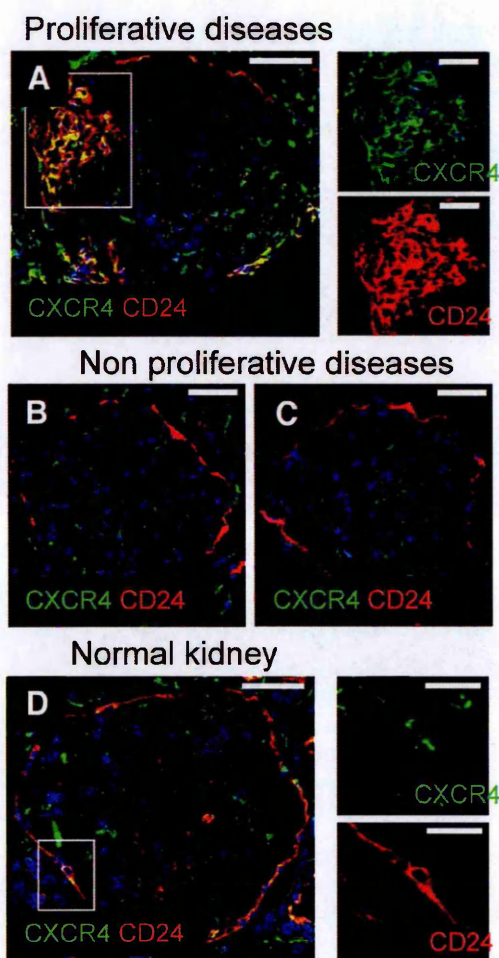 Proliferative diseases
A
CXCR4 CD24
CXCR4
CD24
Non proliferative diseases
B
CXCR4 CD24
C
CXCR4 CD24
Normal kidney
D
CXCR4 CD24
CXCR4
CD24